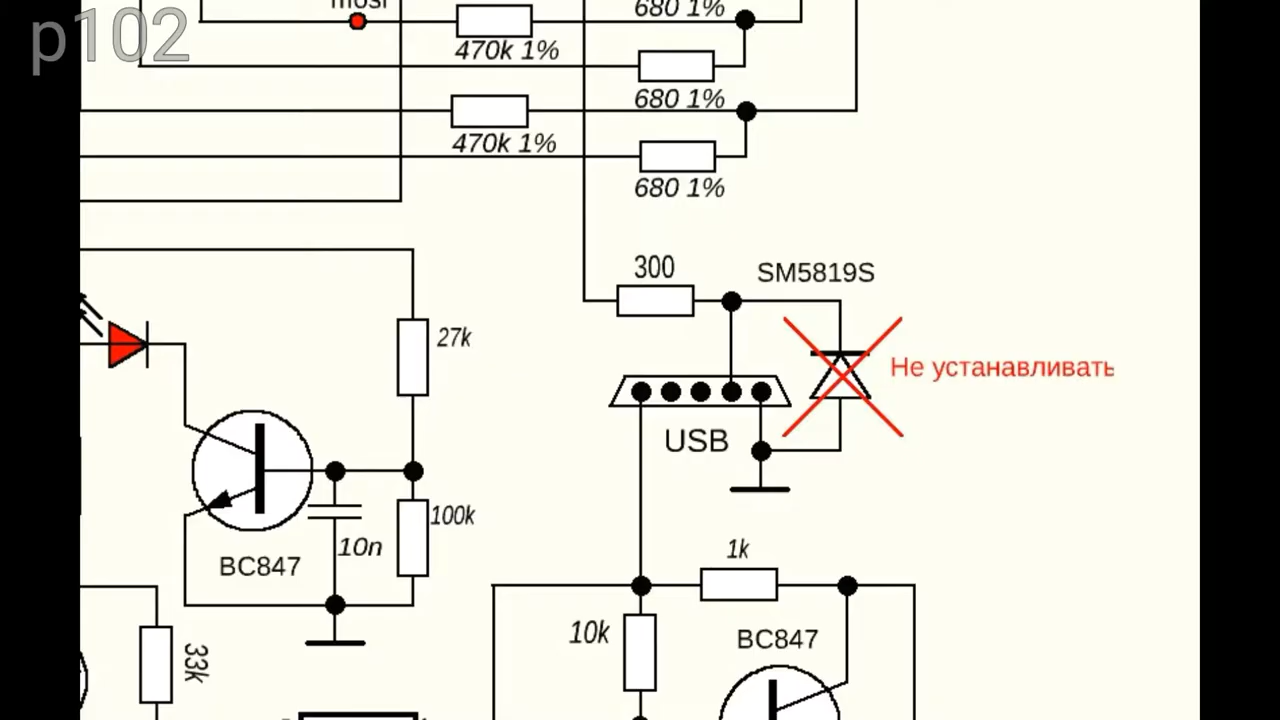 p102
mosi
680 1%
470k 1%
680 1%
470k 1%
680 1%
300
SM5819S
27k
Не устанавливать
USB
100k
10n
BC847
1k
10k
BC847
33k